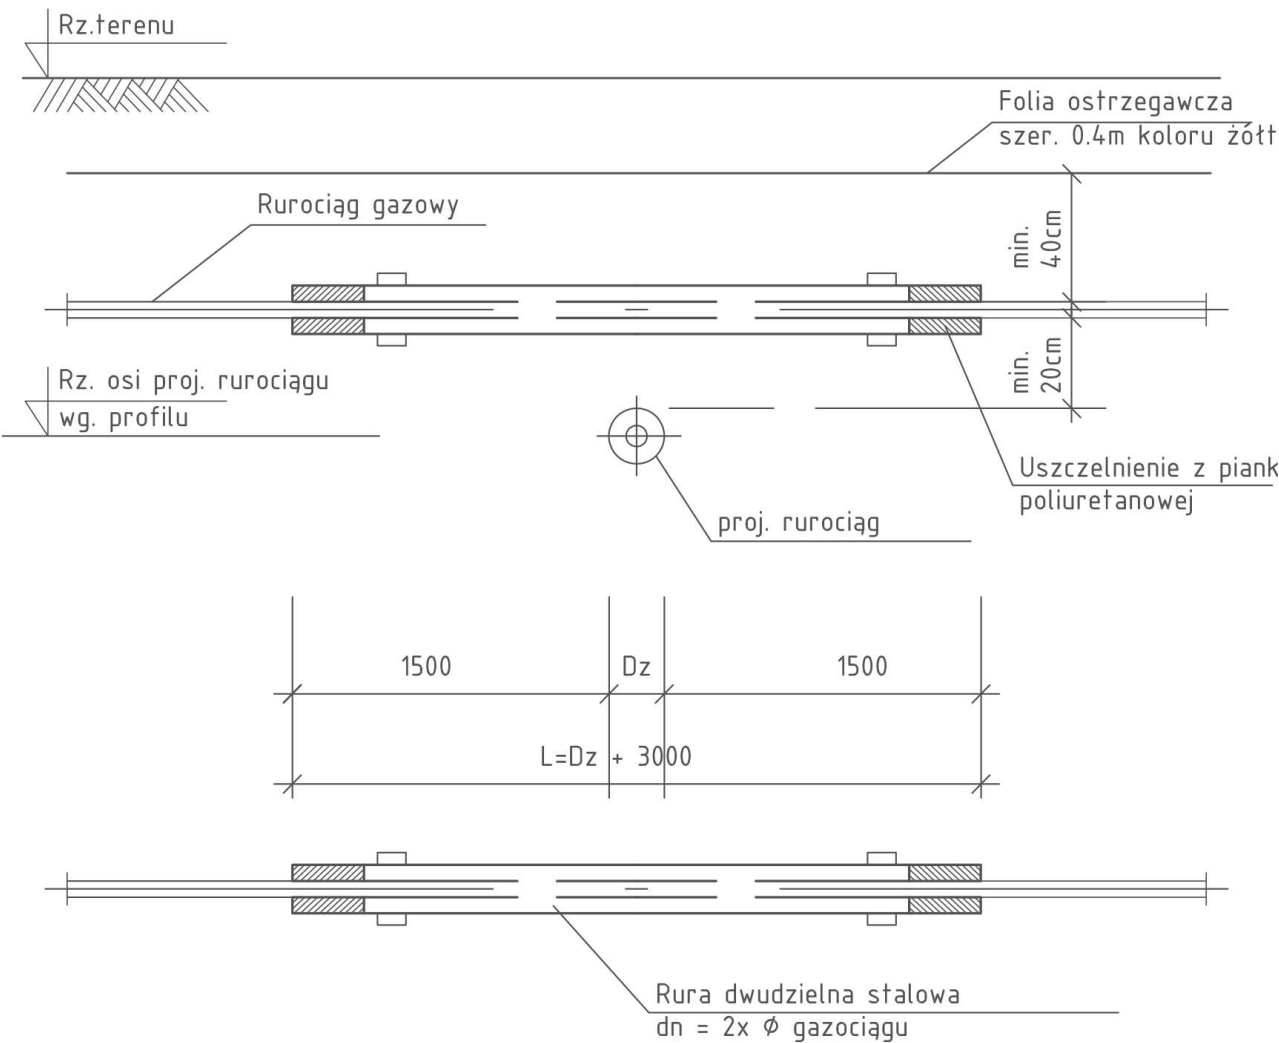 Rz.terenu
Folia ostrzegawcza
szer. 0.4m koloru żółt
Rurociąg gazowy
min.
40cm
Rz. osi proj. rurociągu
wg. profilu
min.
20cm
Uszczelnienie z piank
poliuretanowej
proj. rurociąg
1500
Dz
1500
L=Dz + 3000
Rura dwudzielna stalowa
dn = 2x Ø gazociągu